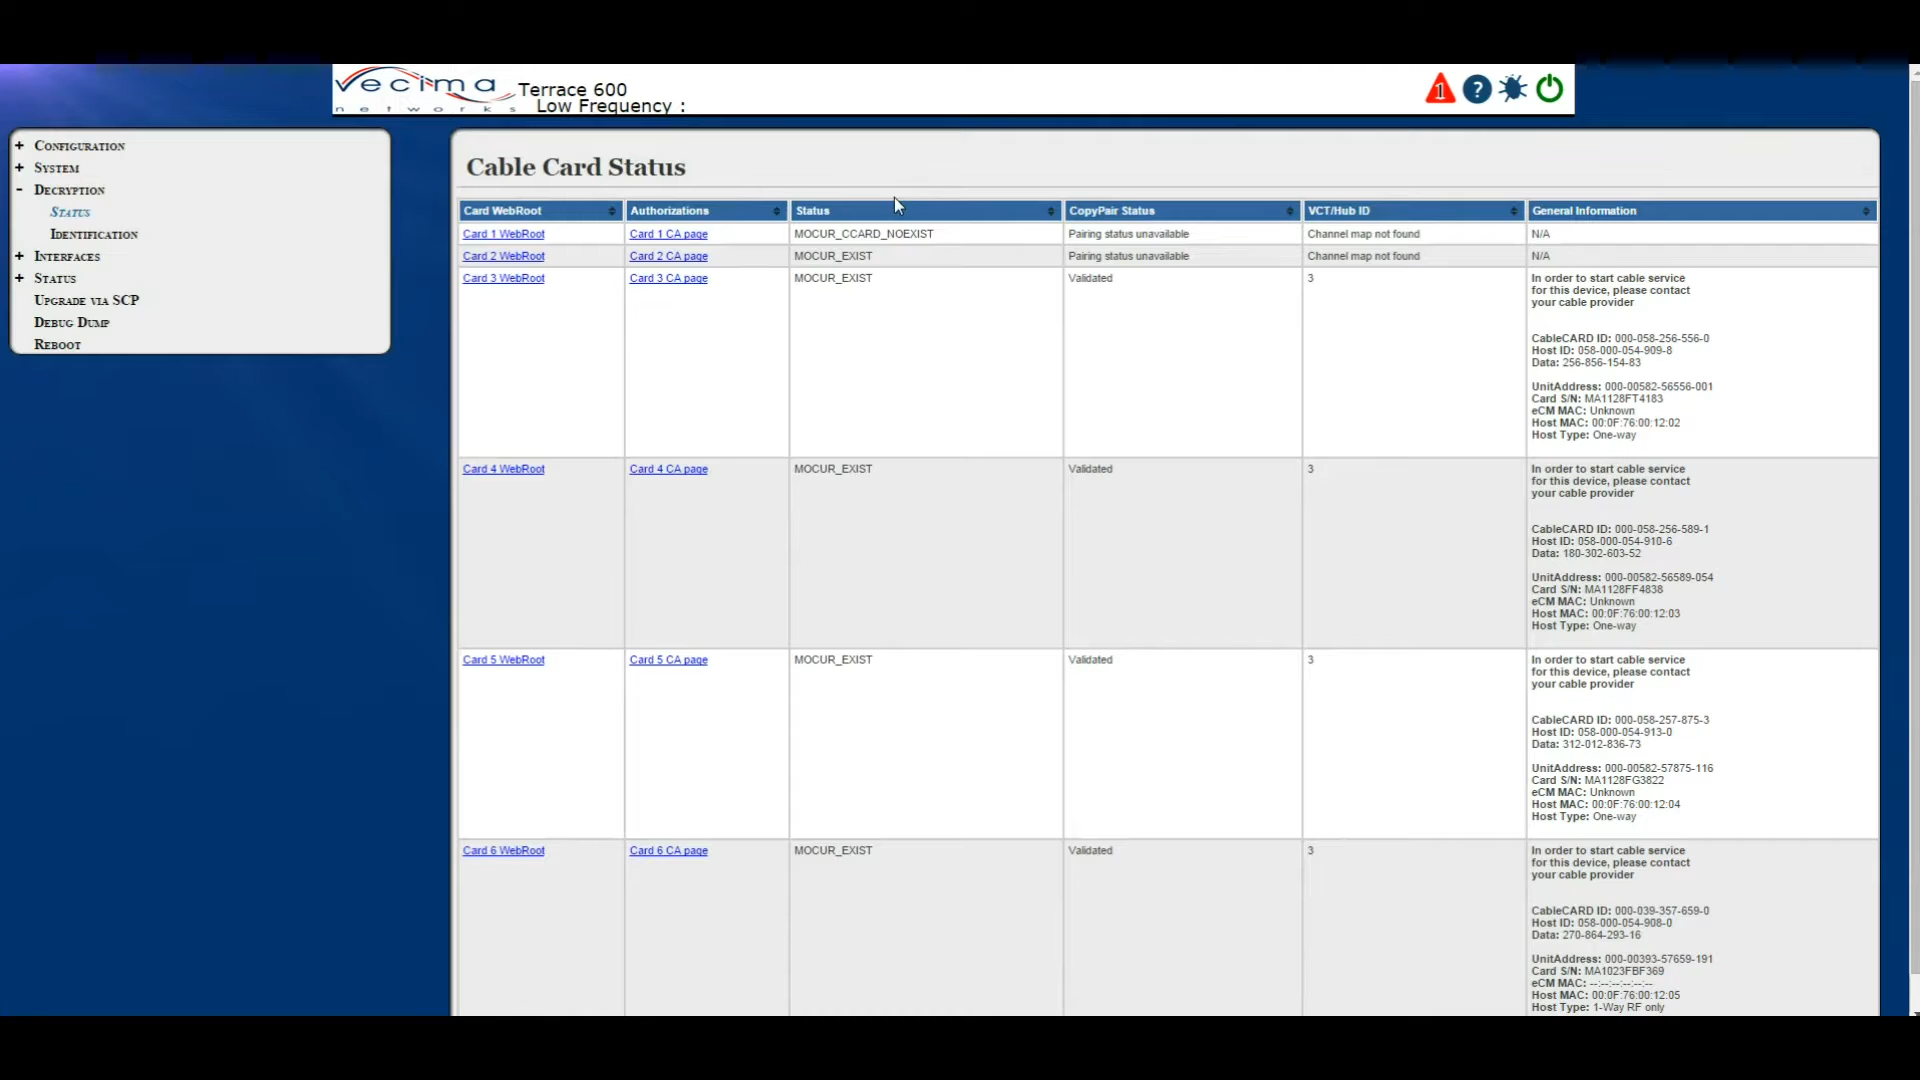 vecima
networks
Terrace 600
Low Frequency :
1
?
+ Configuration
+ System
- Decryption
Status
Identification
+ Interfaces
+ Status
Upgrade via SCP
Debug Dump
Reboot
Cable Card Status
Card WebRoot Authorizations Status CopyPair Status VCT/Hub ID General Information
Card 1 WebRoot Card 1 CA page MOCUR_CCARD_NOEXIST Pairing status unavailable Channel map not found N/A
Card 2 WebRoot Card 2 CA page MOCUR_EXIST Pairing status unavailable Channel map not found N/A
Card 3 WebRoot Card 3 CA page MOCUR_EXIST Validated 3 In order to start cable service
for this device, please contact
your cable provider
CableCARD ID: 000-058-256-556-0
Host ID: 058-000-054-909-8
Data: 256-856-154-83
UnitAddress: 000-00582-56556-001
Card S/N: MA1128FT4183
eCM MAC: Unknown
Host MAC: 00:0F:76:00:12:02
Host Type: One-way
Card 4 WebRoot Card 4 CA page MOCUR_EXIST Validated 3 In order to start cable service
for this device, please contact
your cable provider
CableCARD ID: 000-058-256-589-1
Host ID: 058-000-054-910-6
Data: 180-302-603-52
UnitAddress: 000-00582-56589-054
Card S/N: MA1128FF4838
eCM MAC: Unknown
Host MAC: 00:0F:76:00:12:03
Host Type: One-way
Card 5 WebRoot Card 5 CA page MOCUR_EXIST Validated 3 In order to start cable service
for this device, please contact
your cable provider
CableCARD ID: 000-058-257-875-3
Host ID: 058-000-054-913-0
Data: 312-012-836-73
UnitAddress: 000-00582-57875-116
Card S/N: MA1128FG3822
eCM MAC: Unknown
Host MAC: 00:0F:76:00:12:04
Host Type: One-way
Card 6 WebRoot Card 6 CA page MOCUR_EXIST Validated 3 In order to start cable service
for this device, please contact
your cable provider
CableCARD ID: 000-039-357-659-0
Host ID: 058-000-054-908-0
Data: 270-864-293-16
UnitAddress: 000-00393-57659-191
Card S/N: MA1023FBF369
eCM MAC: --:--:--:--:--:--
Host MAC: 00:0F:76:00:12:05
Host Type: 1-Way RF only